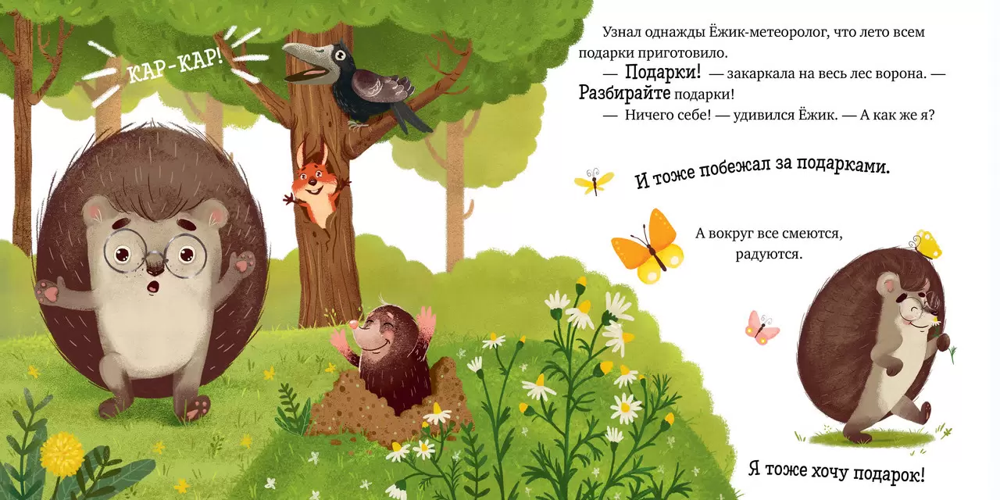 КАР-КАР!
Узнал однажды Ёжик-метеоролог, что лето всем
подарки приготовило.
— Подарки! — закаркала на весь лес ворона. —
Разбирайте подарки!
— Ничего себе! — удивился Ёжик. — А как же я?
И тоже побежал за подарками.
А вокруг все смеются,
радуются.
Я тоже хочу подарок!